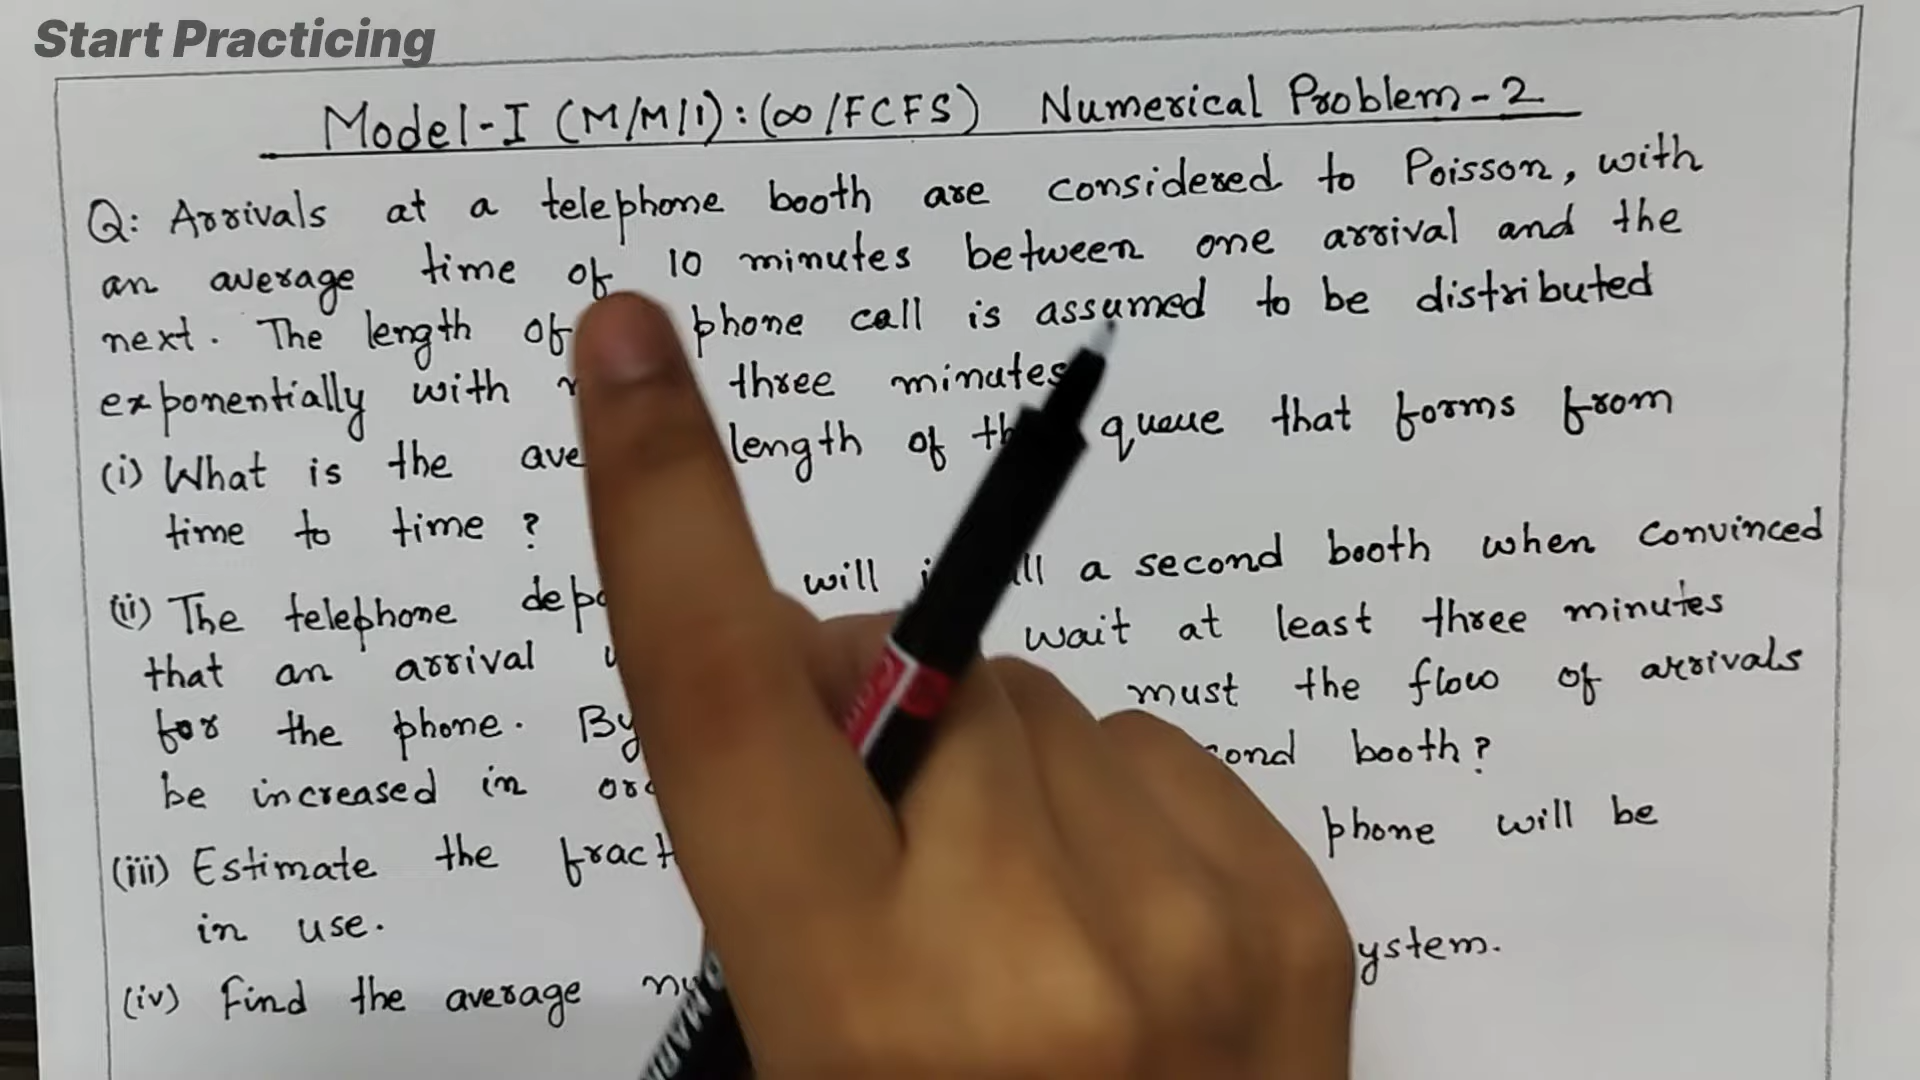 Start Practicing
Model-I (M/M/1):(∞/FCFS) Numerical Problem-2
Q: Arrivals at a telephone booth are considered to Poisson, with
an average time of 10 minutes between one arrival and the
next. The length of phone call is assumed to be distributed
exponentially with three minutes
(i) What is the length of queue that forms from
time to time ?
(ii) The telephone will a second booth when convinced
that an arrival wait at least three minutes
for the phone. By must the flow of arrivals
be increased in booth?
(iii) Estimate the phone will be
in use.
(iv) Find the average